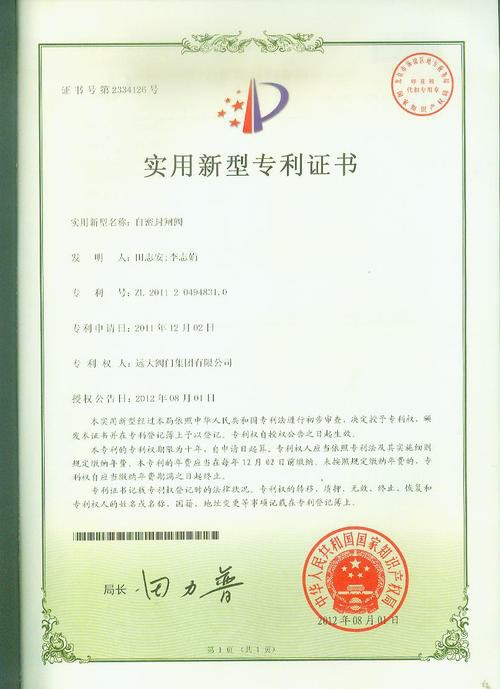 证书号第2334126号
实用新型专利证书
实用新型名称：自密封闸阀
发 明 人：田志安;李志娟
专 利 号：ZL 2011 2 0494831.0
专利申请日：2011年12月02日
专 利 权 人：远大阀门集团有限公司
授权公告日：2012年08月01日
本实用新型经过本局依照中华人民共和国专利法进行初步审查，决定授予专利权，颁
发本证书并在专利登记簿上予以登记。专利权自授权公告之日起生效。
本专利的专利权期限为十年，自申请日起算。专利权人应当依照专利法及其实施细则
规定缴纳年费。本专利的年费应当在每年12月02日前缴纳。未按照规定缴纳年费的，专
利权自应当缴纳年费期满之日起终止。
专利证书记载专利权登记时的法律状况。专利权的转移、质押、无效、终止、恢复和
专利权人的姓名或名称、国籍、地址变更等事项记载在专利登记簿上。
局长 田力普
中华人民共和国国家知识产权局
2012年08月01日
第1页（共1页）